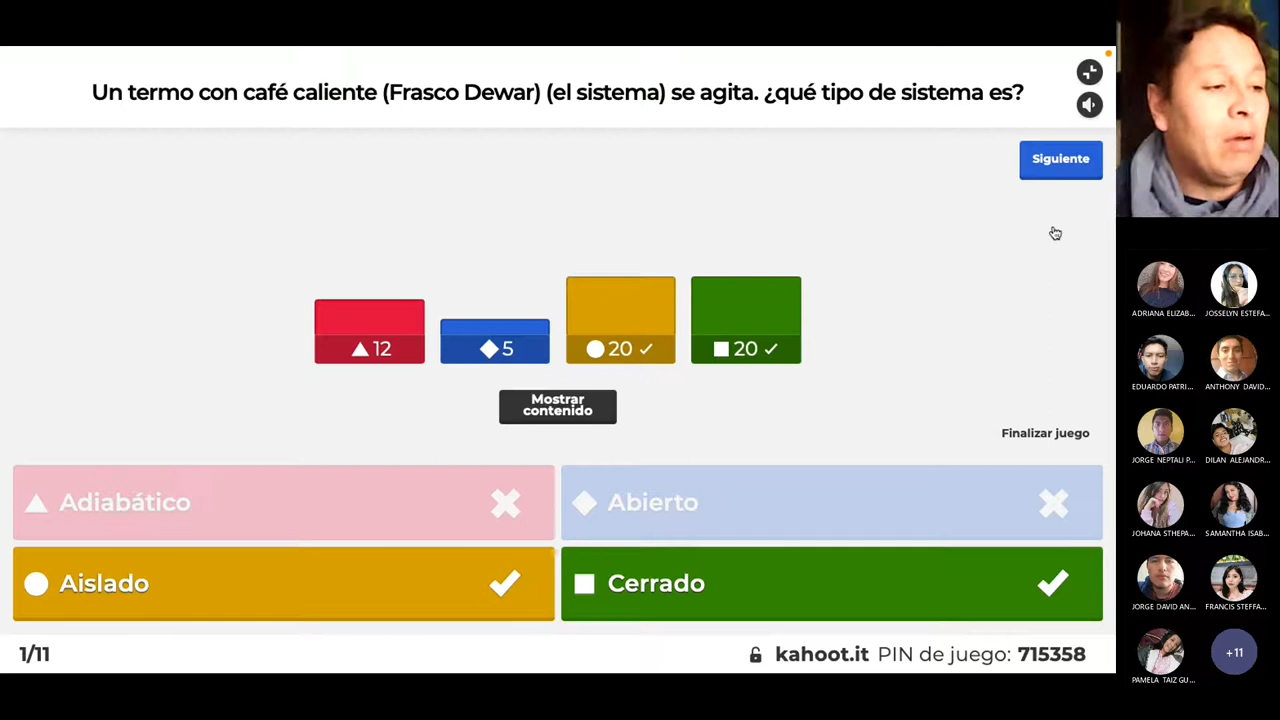 Un termo con café caliente (Frasco Dewar) (el sistema) se agita. ¿qué tipo de sistema es?
Siguiente
12
5
20
20
Mostrar
contenido
Finalizar juego
Adiabático
Abierto
Aislado
Cerrado
1/11
kahoot.it PIN de juego: 715358
ADRIANA ELIZAB...
JOSSELYN ESTEFA...
EDUARDO PATRI...
ANTHONY DAVID...
JORGE NEPTALI P...
DILAN ALEJANDR...
JOHANA STHEPA...
SAMANTHA ISAB...
JORGE DAVID AN...
FRANCIS STEFFA...
PAMELA TAIZ GU...
+11